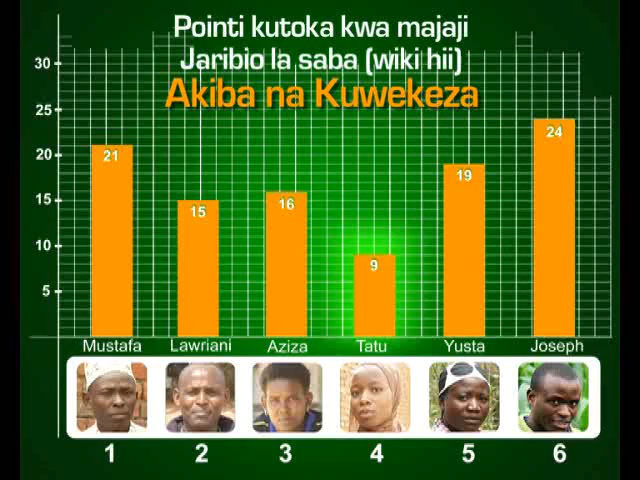 Pointi kutoka kwa majaji
Jaribio la saba (wiki hii)
Akiba na Kuwekeza
30
25
20
15
10
5
21
15
16
9
19
24
Mustafa Lawriani Aziza Tatu Yusta Joseph
1 2 3 4 5 6